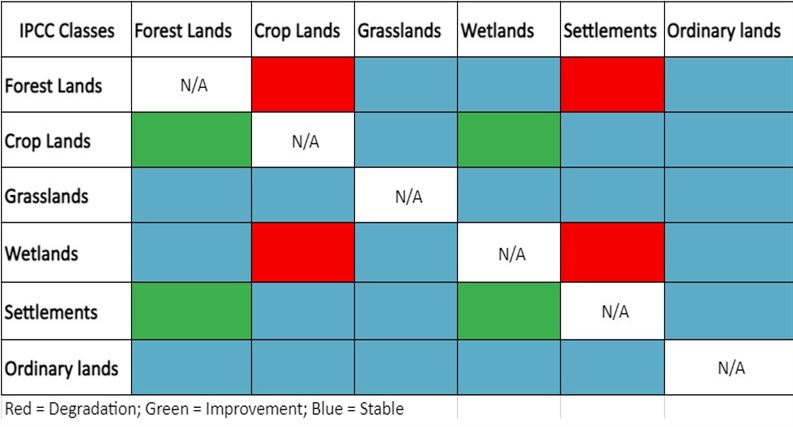 IPCC Classes Forest Lands Crop Lands Grasslands Wetlands Settlements Ordinary lands
Forest Lands N/A
Crop Lands N/A
Grasslands N/A
Wetlands N/A
Settlements N/A
Ordinary lands N/A
Red = Degradation; Green = Improvement; Blue = Stable